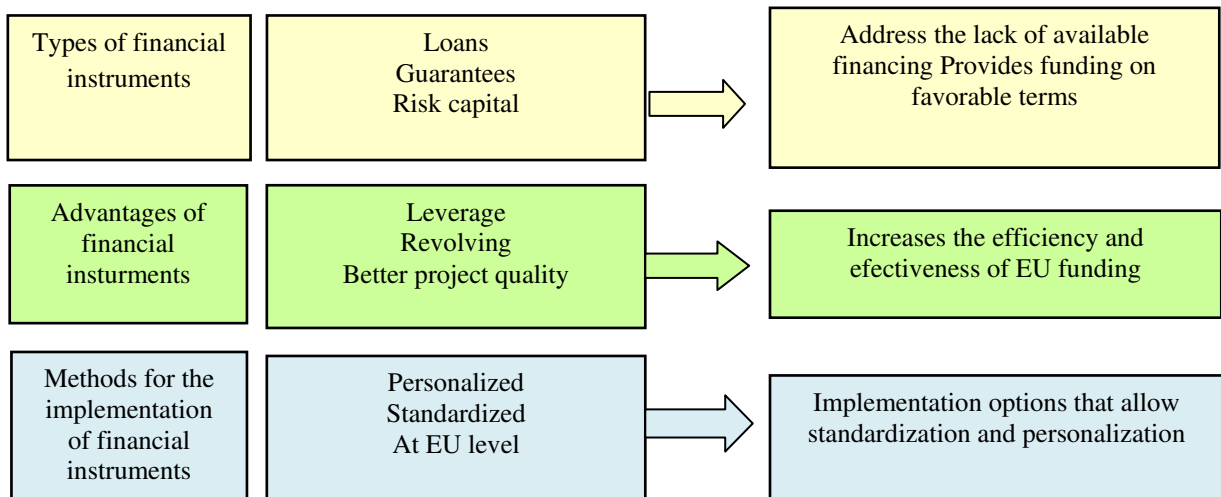 Types of financial
instruments
Loans
Guarantees
Risk capital
Address the lack of available
financing Provides funding on
favorable terms
Advantages of
financial
insturments
Leverage
Revolving
Better project quality
Increases the efficiency and
efectiveness of EU funding
Methods for the
implementation
of financial
instruments
Personalized
Standardized
At EU level
Implementation options that allow
standardization and personalization